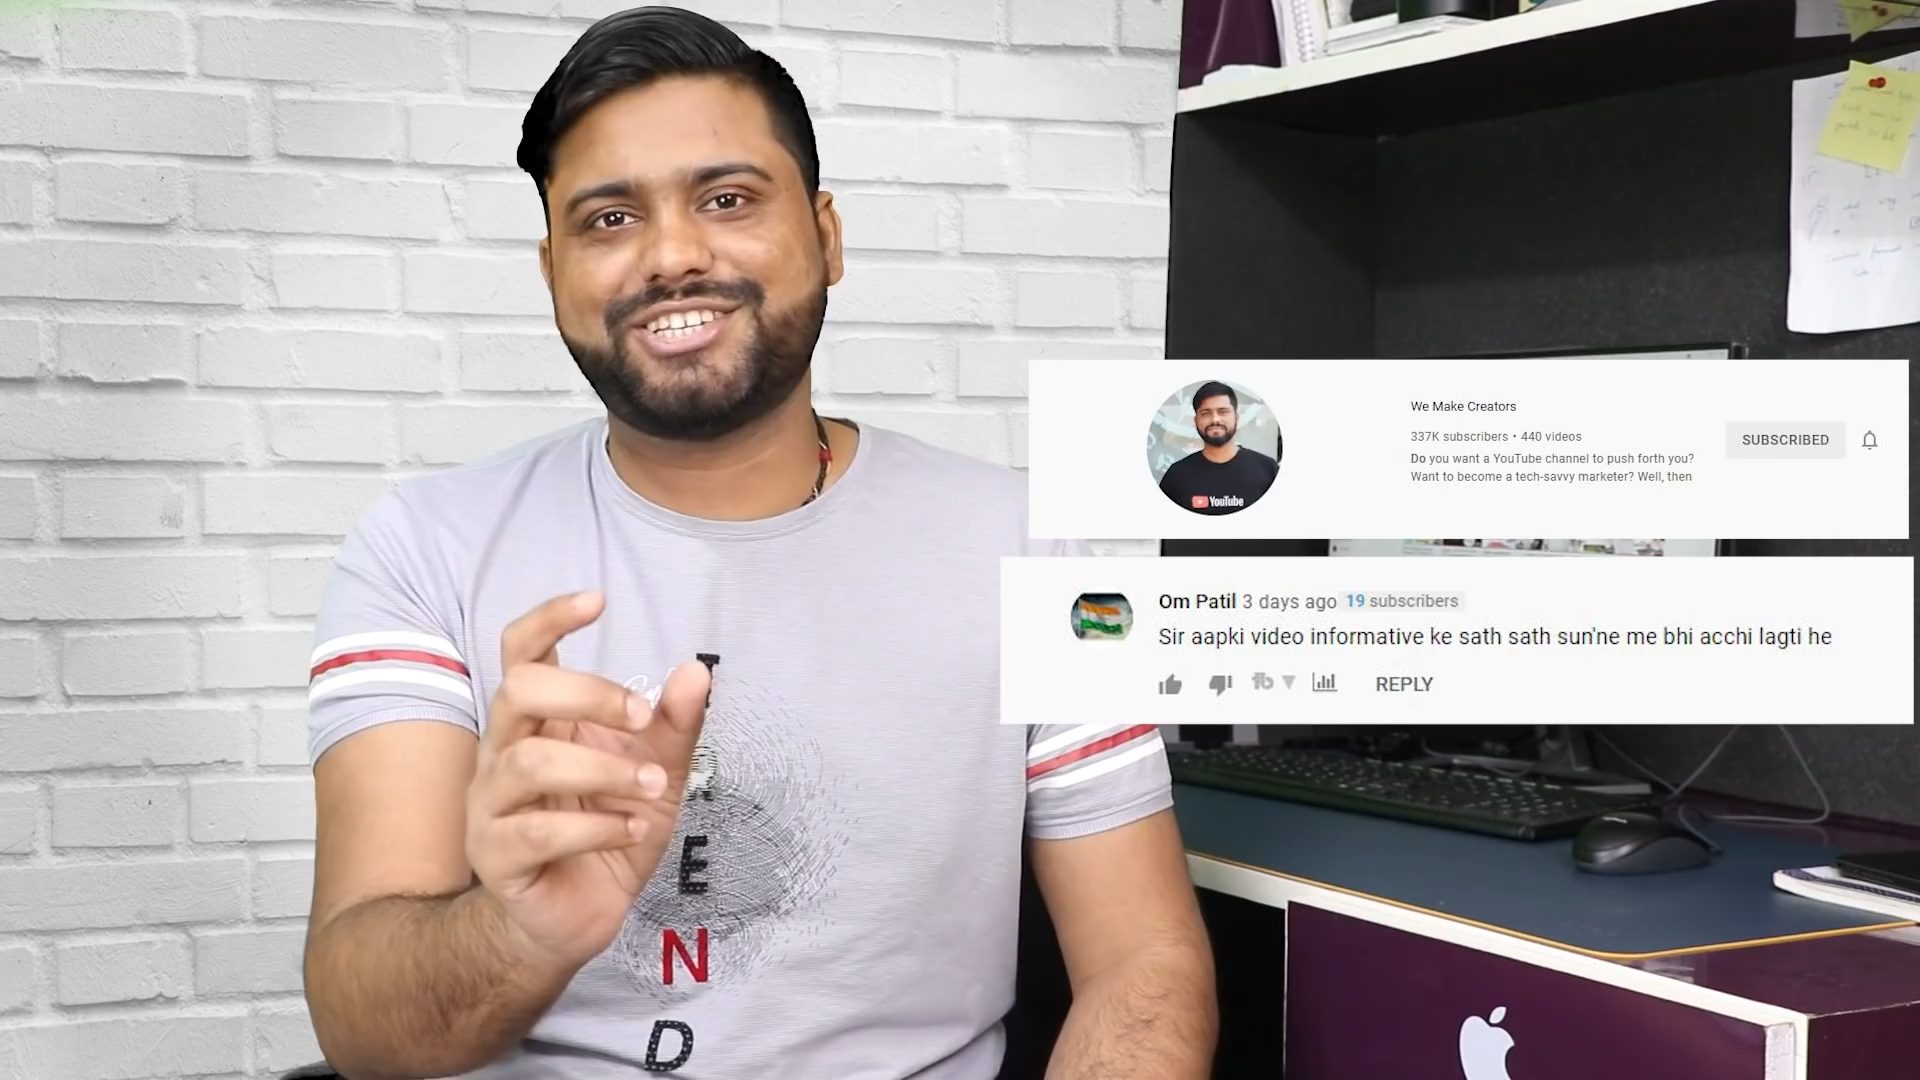 We Make Creators
337K subscribers • 440 videos
Do you want a YouTube channel to push forth you?
Want to become a tech-savvy marketer? Well, then
SUBSCRIBED
YouTube
Om Patil 3 days ago 19 subscribers
Sir aapki video informative ke sath sath sun'ne me bhi acchi lagti he
REPLY
E
N
D